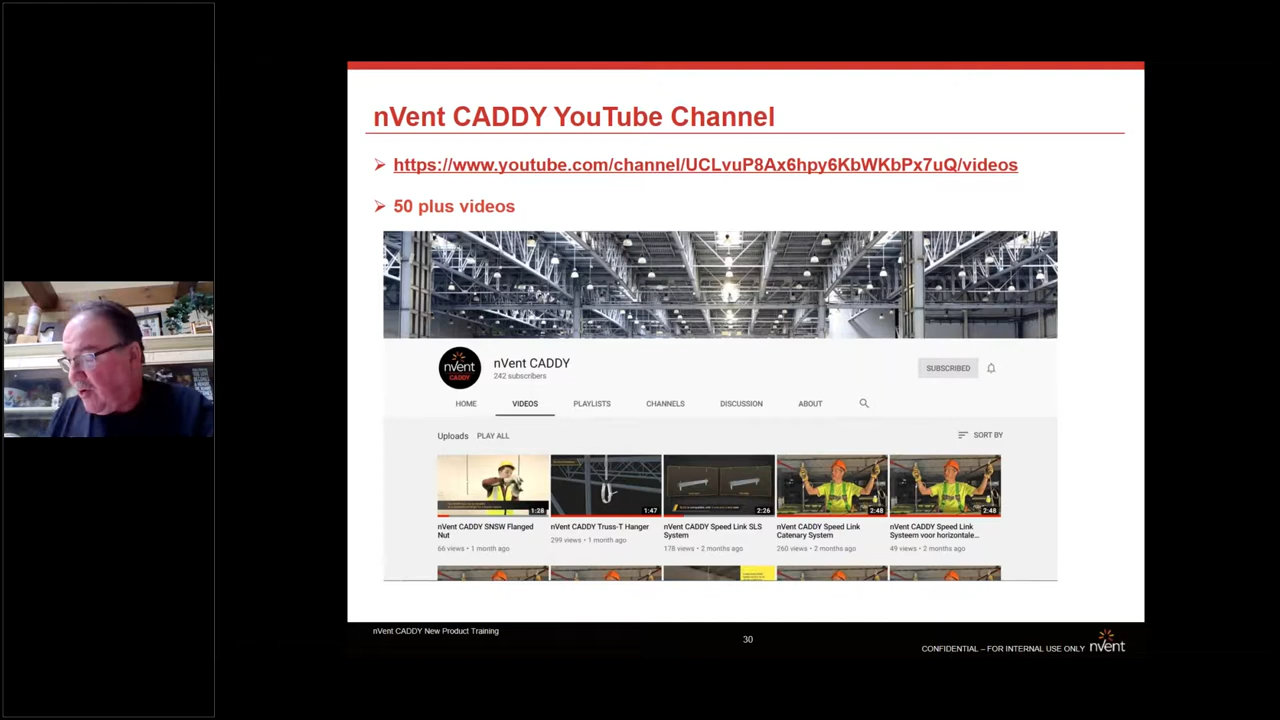 nVent CADDY YouTube Channel
https://www.youtube.com/channel/UCLvuP8Ax6hpy6KbWKbPx7uQ/videos
50 plus videos
nVent
CADDY
nVent CADDY
242 subscribers
SUBSCRIBED
HOME VIDEOS PLAYLISTS CHANNELS DISCUSSION ABOUT
Uploads PLAY ALL
SORT BY
1:28 1:47 2:26 2:48 2:48
nVent CADDY SNSW Flanged
Nut
66 views • 1 month ago
nVent CADDY Truss-T Hanger
299 views • 1 month ago
nVent CADDY Speed Link SLS
System
178 views • 2 months ago
nVent CADDY Speed Link
Catenary System
260 views • 2 months ago
nVent CADDY Speed Link
Systeem voor horizontale...
49 views • 2 months ago
nVent CADDY New Product Training
30
CONFIDENTIAL – FOR INTERNAL USE ONLY
nVent